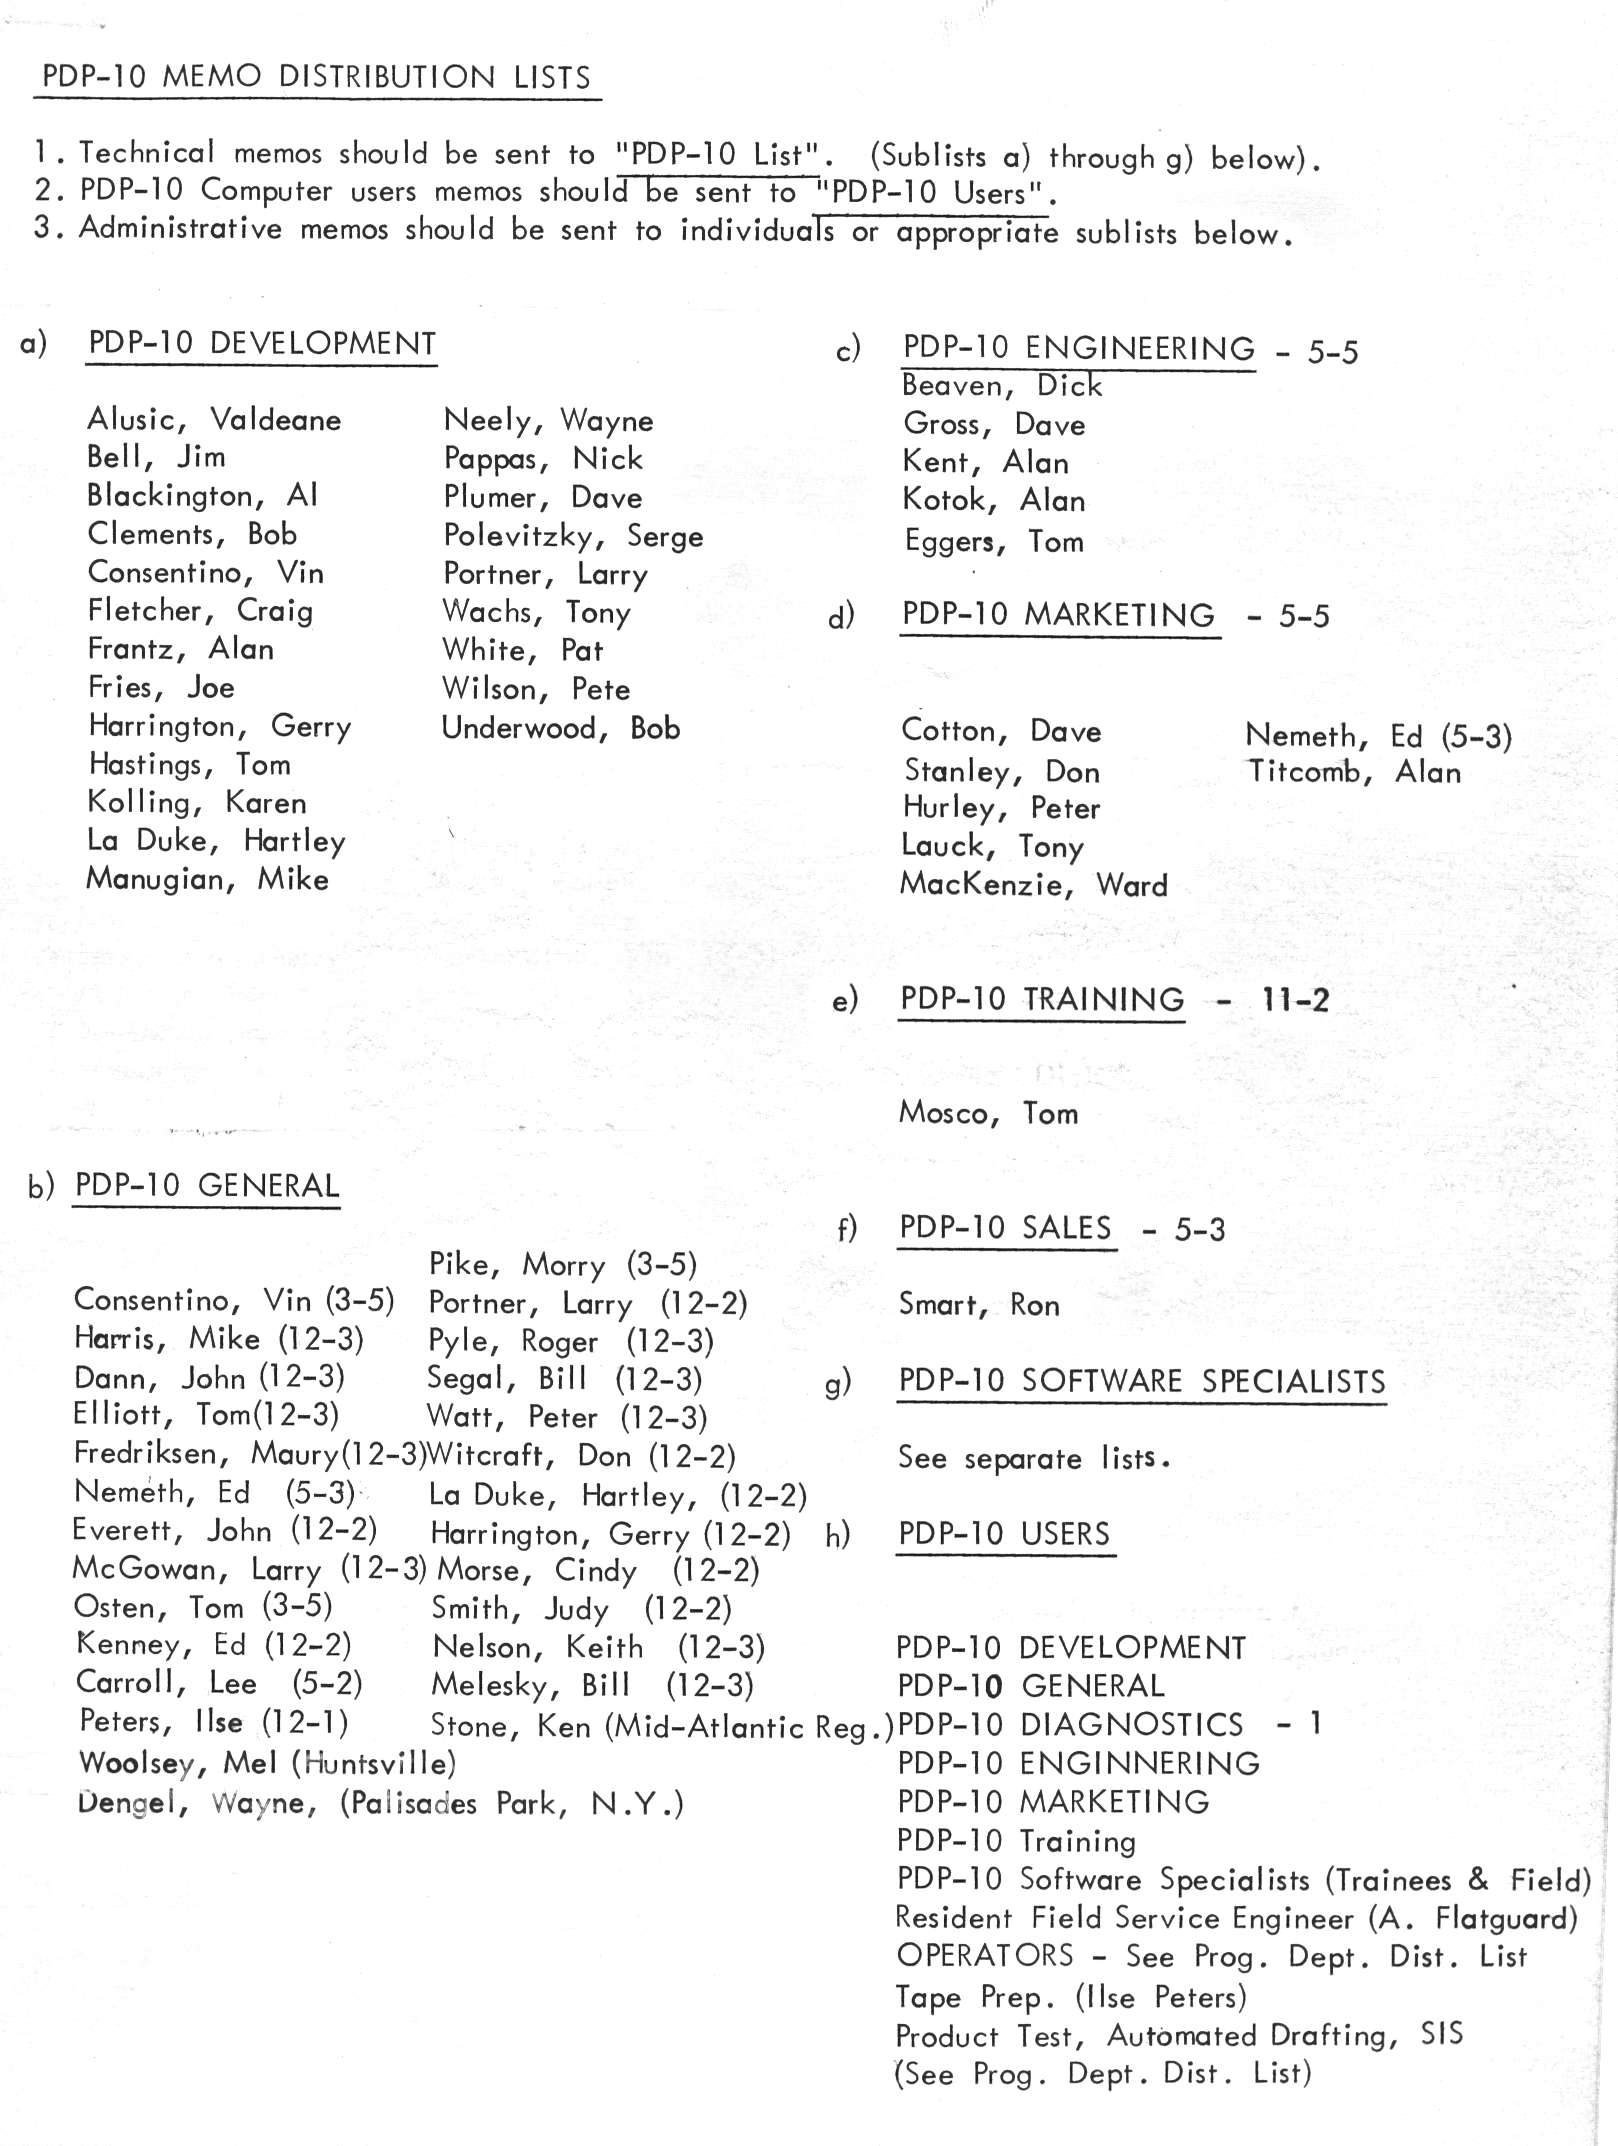 PDP-10 MEMO DISTRIBUTION LISTS
1. Technical memos should be sent to "PDP-10 List". (Sublists a) through g) below).
2. PDP-10 Computer users memos should be sent to "PDP-10 Users".
3. Administrative memos should be sent to individuals or appropriate sublists below.
a) PDP-10 DEVELOPMENT
Alusic, Valdeane
Bell, Jim
Blackington, Al
Clements, Bob
Consentino, Vin
Fletcher, Craig
Frantz, Alan
Fries, Joe
Harrington, Gerry
Hastings, Tom
Kolling, Karen
La Duke, Hartley
Manugian, Mike
Neely, Wayne
Pappas, Nick
Plumer, Dave
Polevitzky, Serge
Portner, Larry
Wachs, Tony
White, Pat
Wilson, Pete
Underwood, Bob
b) PDP-10 GENERAL
Consentino, Vin (3-5)
Harris, Mike (12-3)
Dann, John (12-3)
Elliott, Tom(12-3)
Fredriksen, Maury(12-3)
Nemeth, Ed (5-3)
Everett, John (12-2)
McGowan, Larry (12-3)
Osten, Tom (3-5)
Kenney, Ed (12-2)
Carroll, Lee (5-2)
Peters, Ilse (12-1)
Woolsey, Mel (Huntsville)
Dengel, Wayne, (Palisades Park, N.Y.)
Pike, Morry (3-5)
Portner, Larry (12-2)
Pyle, Roger (12-3)
Segal, Bill (12-3)
Watt, Peter (12-3)
Witcraft, Don (12-2)
La Duke, Hartley, (12-2)
Harrington, Gerry (12-2)
Morse, Cindy (12-2)
Smith, Judy (12-2)
Nelson, Keith (12-3)
Melesky, Bill (12-3)
Stone, Ken (Mid-Atlantic Reg.)
c) PDP-10 ENGINEERING - 5-5
Beaven, Dick
Gross, Dave
Kent, Alan
Kotok, Alan
Eggers, Tom
d) PDP-10 MARKETING - 5-5
Cotton, Dave
Stanley, Don
Hurley, Peter
Lauck, Tony
MacKenzie, Ward
Nemeth, Ed (5-3)
Titcomb, Alan
e) PDP-10 TRAINING - 11-2
Mosco, Tom
f) PDP-10 SALES - 5-3
Smart, Ron
g) PDP-10 SOFTWARE SPECIALISTS
See separate lists.
h) PDP-10 USERS
PDP-10 DEVELOPMENT
PDP-10 GENERAL
PDP-10 DIAGNOSTICS - 1
PDP-10 ENGINNERING
PDP-10 MARKETING
PDP-10 Training
PDP-10 Software Specialists (Trainees & Field)
Resident Field Service Engineer (A. Flatguard)
OPERATORS - See Prog. Dept. Dist. List
Tape Prep. (Ilse Peters)
Product Test, Automated Drafting, SIS
(See Prog. Dept. Dist. List)